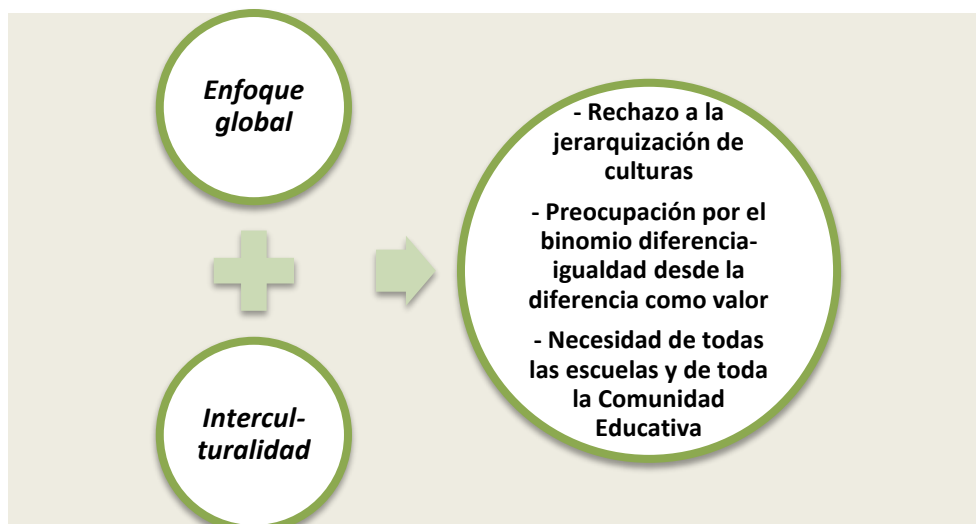 Enfoque
global
Intercul-
turalidad
- Rechazo a la
jerarquización de
culturas
- Preocupación por el
binomio diferencia-
igualdad desde la
diferencia como valor
- Necesidad de todas
las escuelas y de toda
la Comunidad
Educativa